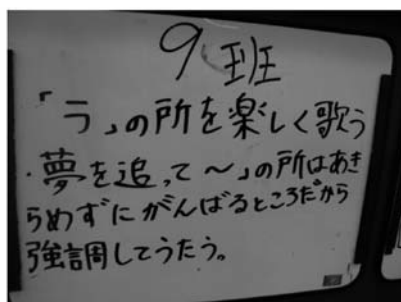 9班
「ラ」の所を楽しく歌う
・夢を追って〜」の所はあき
らめずにがんばるところだから
強調してうたう。